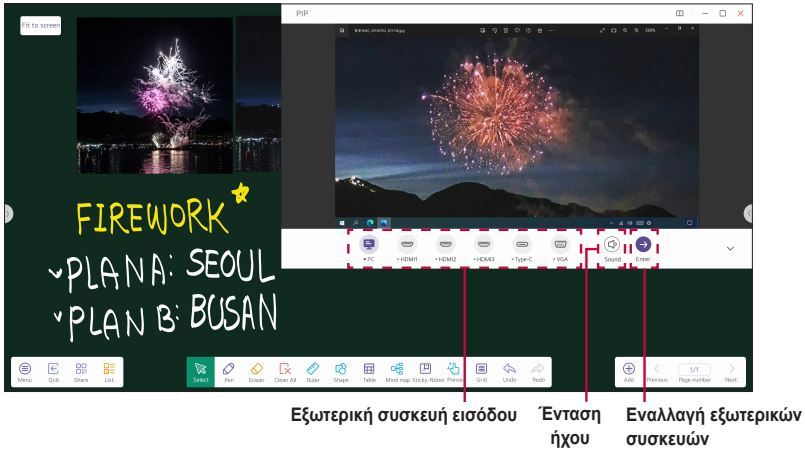 PIP
Fit to screen
360%
FIREWORK
PLAN A: SEOUL
PLAN B: BUSAN
PC HDMI1 HDMI2 HDMI3 Type-C VGA Sound Enter
Menu Quit Share List Select Pen Eraser Clean All Ruler Shape Table Mind map Sticky-Notes Preview Grid Undo Redo Add Previous 1/1 Page number Next
Εξωτερική συσκευή εισόδου Ένταση Εναλλαγή εξωτερικών
ήχου συσκευών